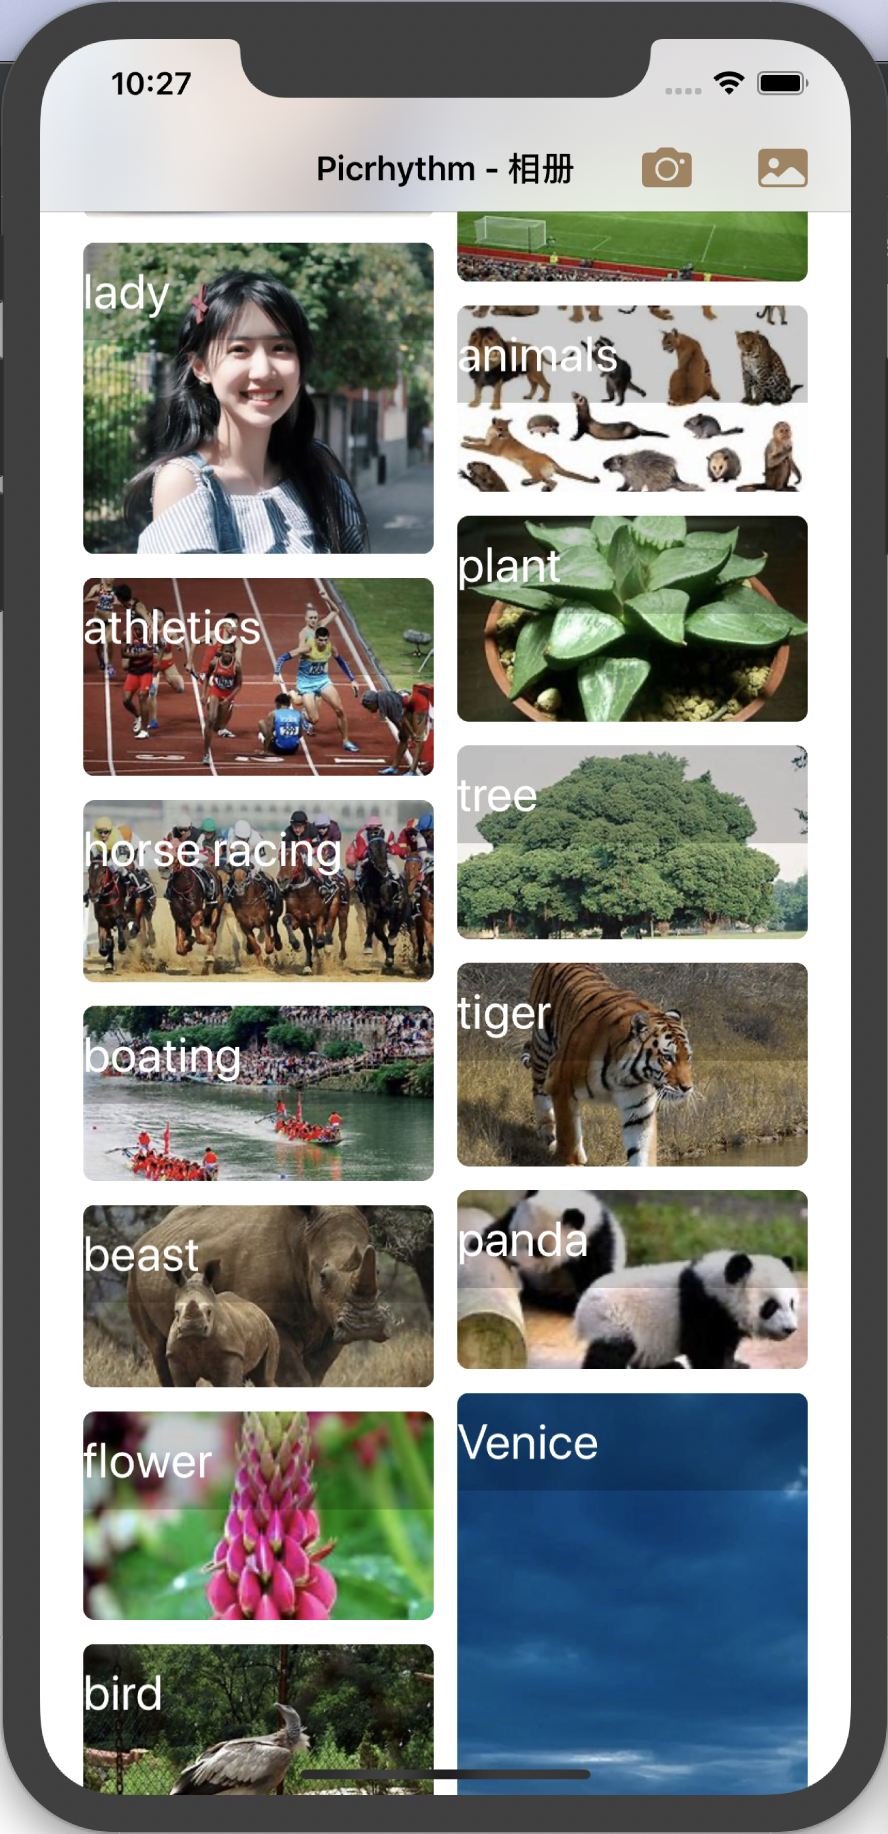 10:27
Picrhythm - 相册
lady
animals
plant
athletics
tree
horse racing
tiger
boating
panda
beast
Venice
flower
bird